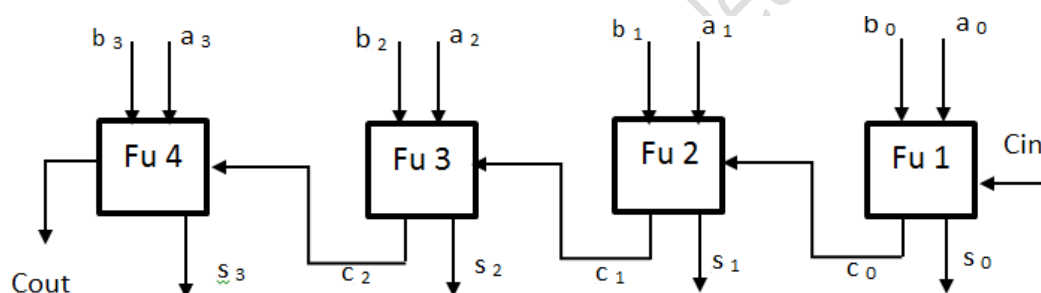 b 3 a 3 b 2 a 2 b 1 a 1 b 0 a 0
Fu 4 Fu 3 Fu 2 Fu 1 Cin
Cout s 3 c 2 s 2 c 1 s 1 c 0 s 0